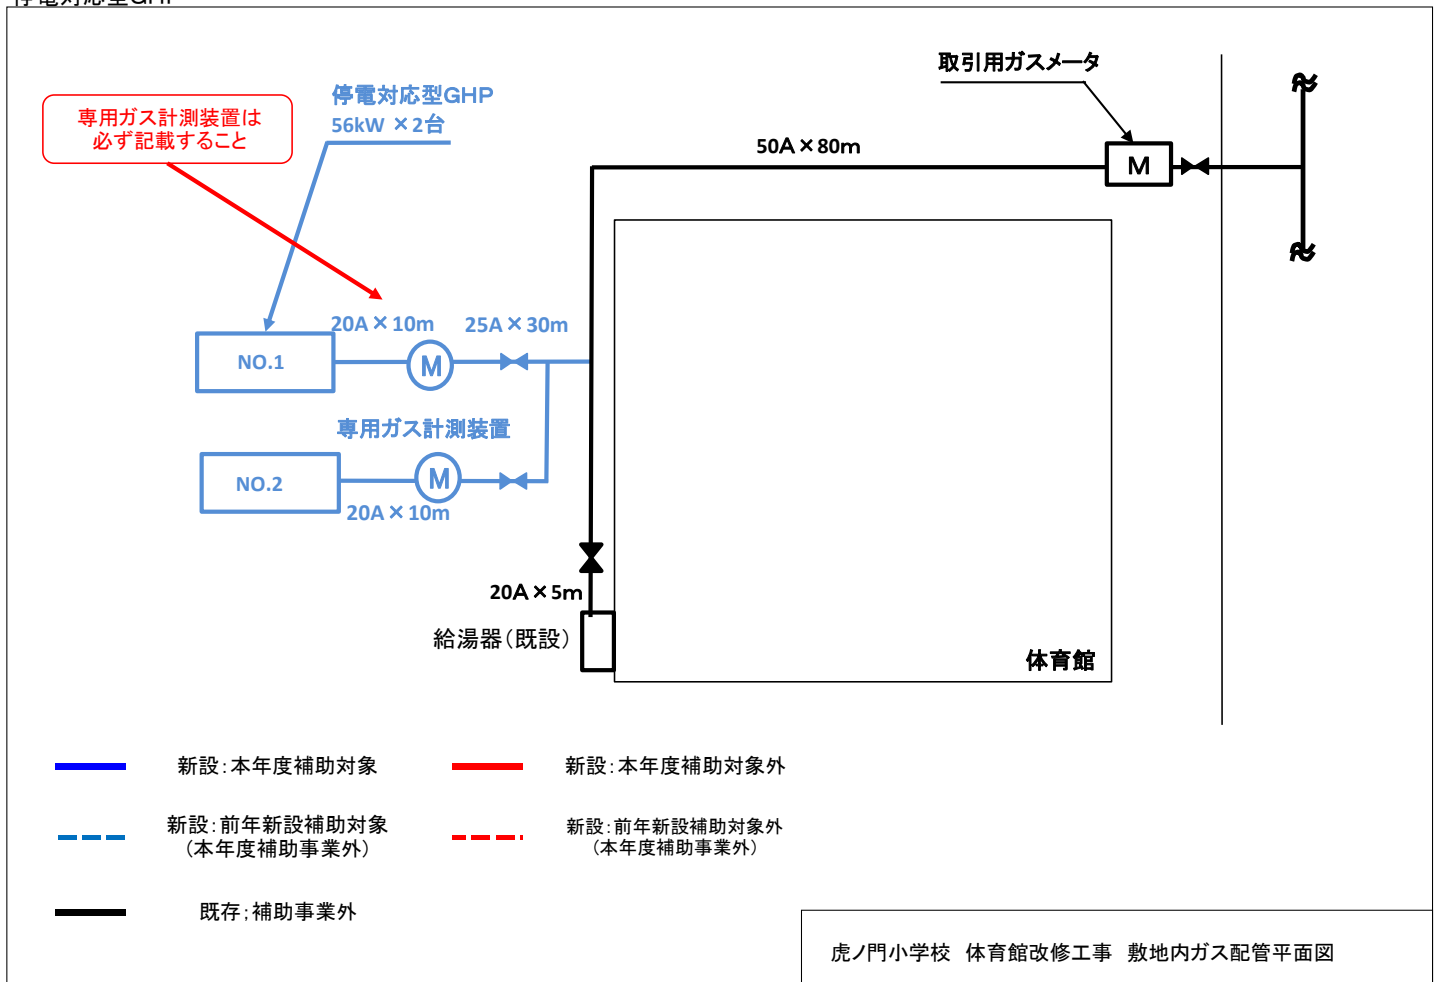 停電対応型GHP
取引用ガスメータ
停電対応型GHP
56kW ×2台
専用ガス計測装置は
必ず記載すること
50A×80m
M
20A×10m
25A×30m
NO.1
M
専用ガス計測装置
NO.2
M
20A×10m
20A×5m
給湯器(既設)
体育館
新設:本年度補助対象
新設:本年度補助対象外
新設:前年新設補助対象
(本年度補助事業外)
新設:前年新設補助対象外
(本年度補助事業外)
既存;補助事業外
虎ノ門小学校 体育館改修工事 敷地内ガス配管平面図